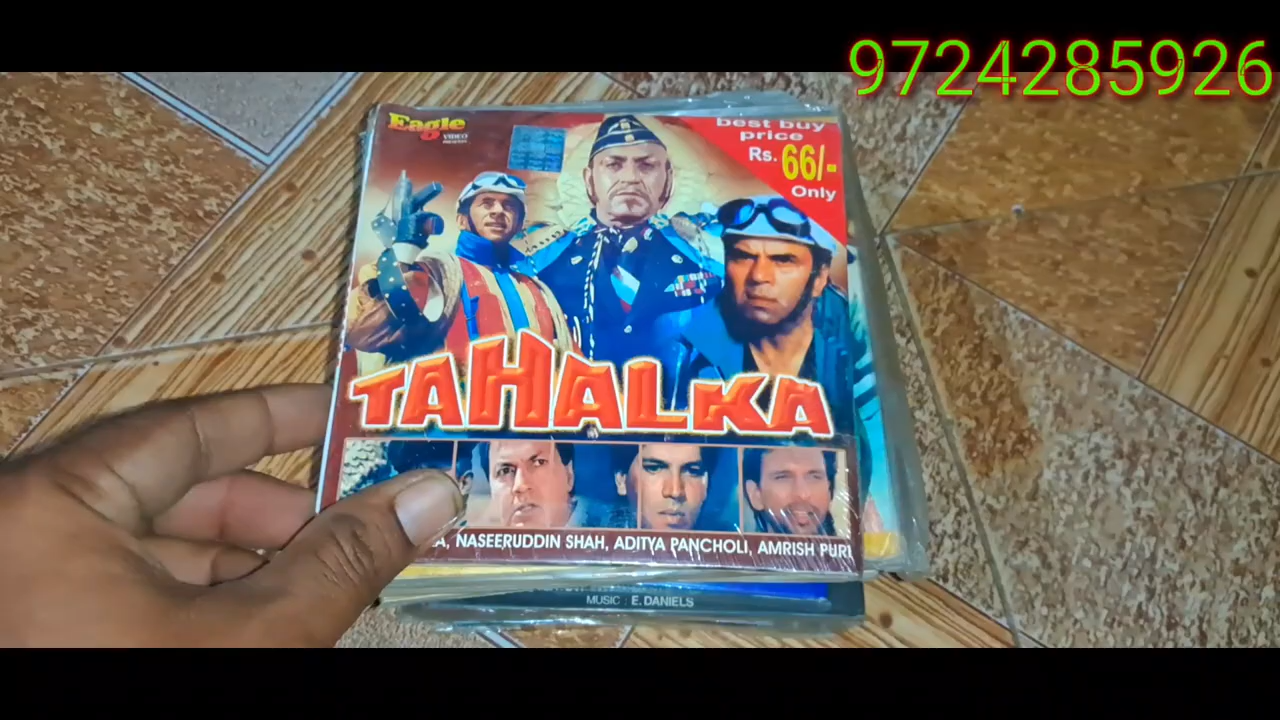 9724285926
Eagle
VIDEO
best buy
price
Rs. 66/-
Only
TAHALKA
NASEERUDDIN SHAH, ADITYA PANCHOLI, AMRISH PURI
MUSIC : E. DANIELS